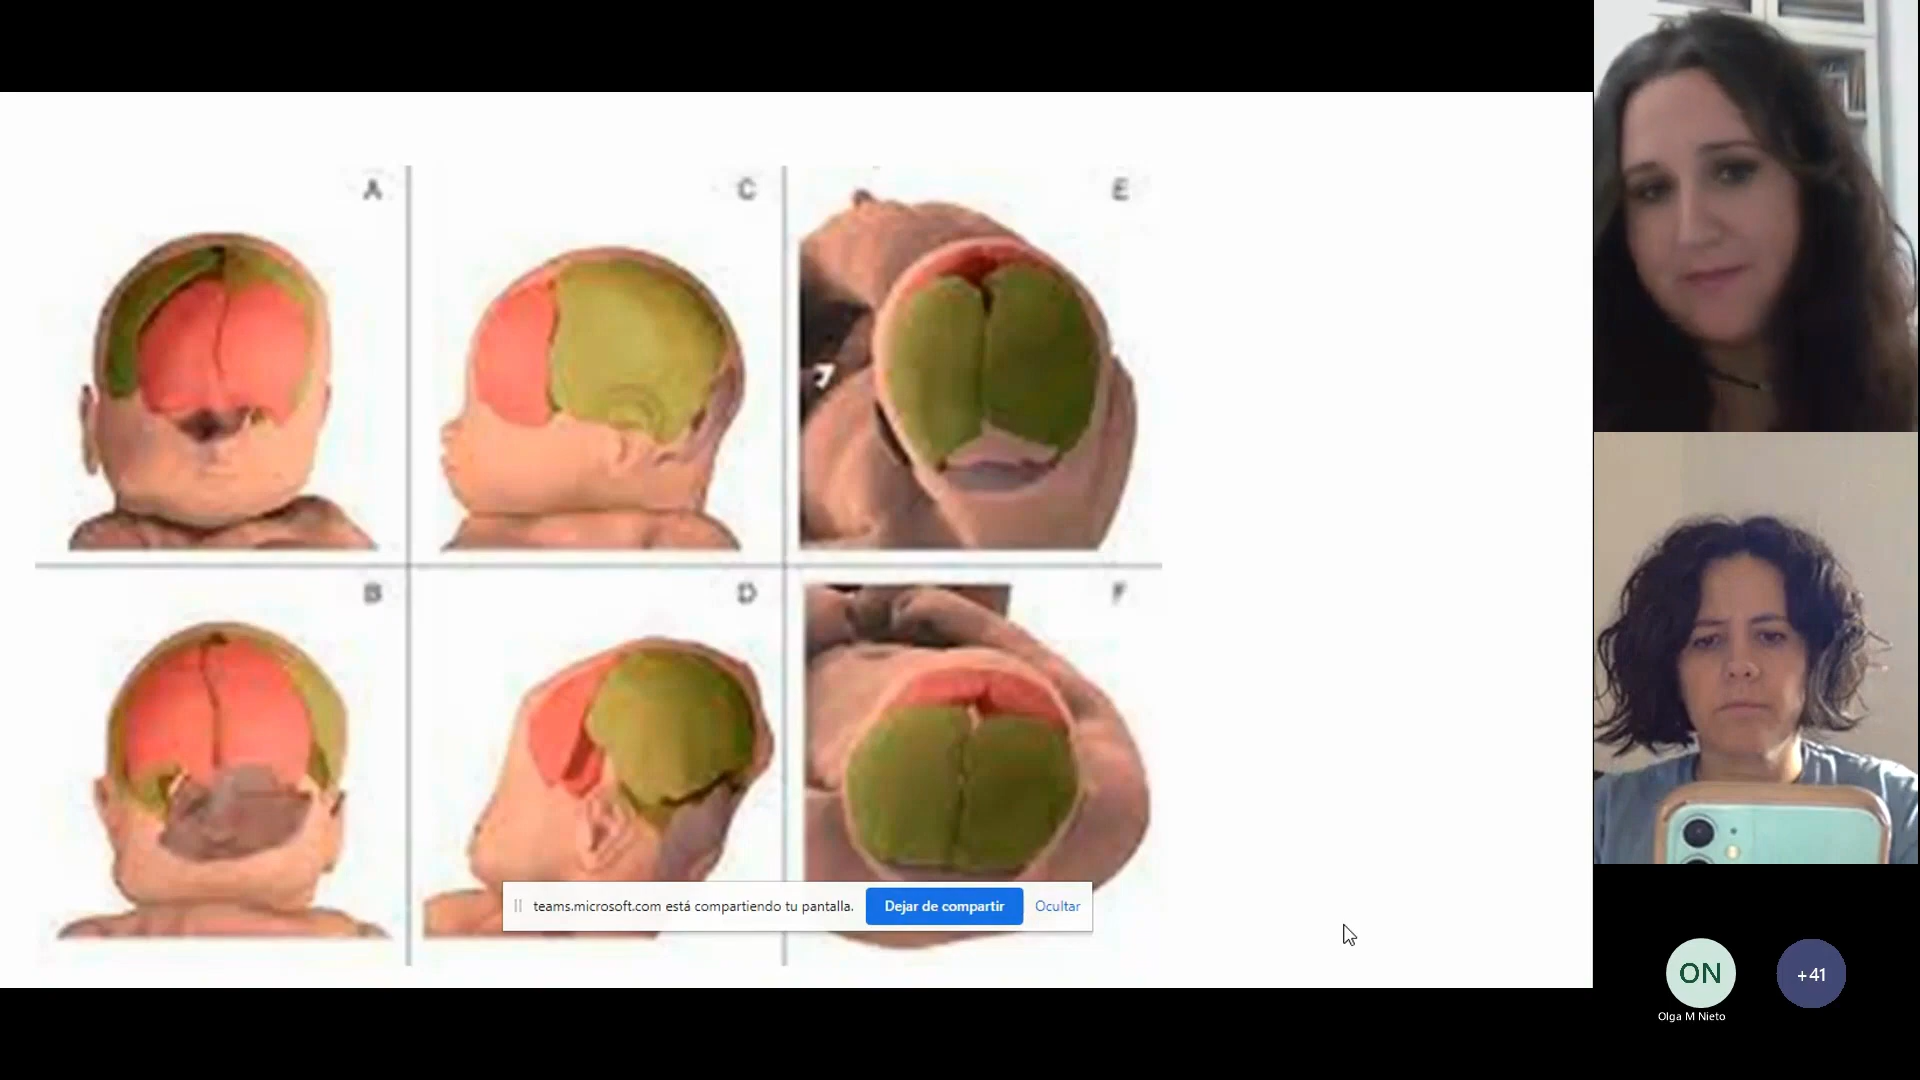 A
C
E
B
D
F
teams.microsoft.com está compartiendo tu pantalla.
Dejar de compartir
Ocultar
ON
+41
Olga M Nieto